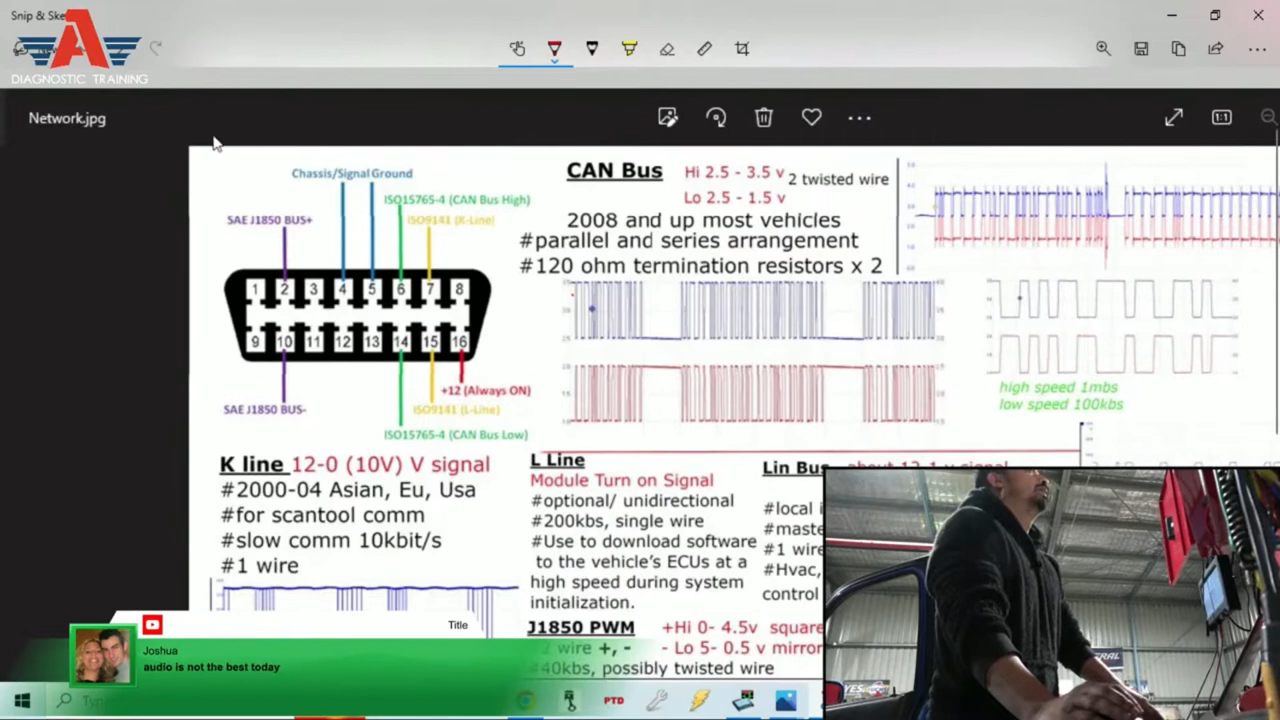 Snip & Ske
A
DIAGNOSTIC TRAINING
Network.jpg
1:1
Chassis/Signal Ground
ISO15765-4 (CAN Bus High)
SAE J1850 BUS+
ISO9141 (K-Line)
1 2 3 4 5 6 7 8
9 10 11 12 13 14 15 16
+12 (Always ON)
SAE J1850 BUS-
ISO9141 (L-Line)
ISO15765-4 (CAN Bus Low)
CAN Bus
Hi 2.5 - 3.5 v
2 twisted wire
Lo 2.5 - 1.5 v
2008 and up most vehicles
#parallel and series arrangement
#120 ohm termination resistors x 2
high speed 1mbs
low speed 100kbs
K line 12-0 (10V) V signal
#2000-04 Asian, Eu, Usa
#for scantool comm
#slow comm 10kbit/s
#1 wire
L Line
Module Turn on Signal
#optional/ unidirectional
#200kbs, single wire
#Use to download software
to the vehicle's ECUs at a
high speed during system
initialization.
Lin Bus about 12-1 v signal
#local i
#maste
#1 wire
#Hvac,
control
J1850 PWM
+Hi 0- 4.5v square
wire +, -
- Lo 5- 0.5 v mirror
#40kbs, possibly twisted wire
Title
Joshua
audio is not the best today
PTD